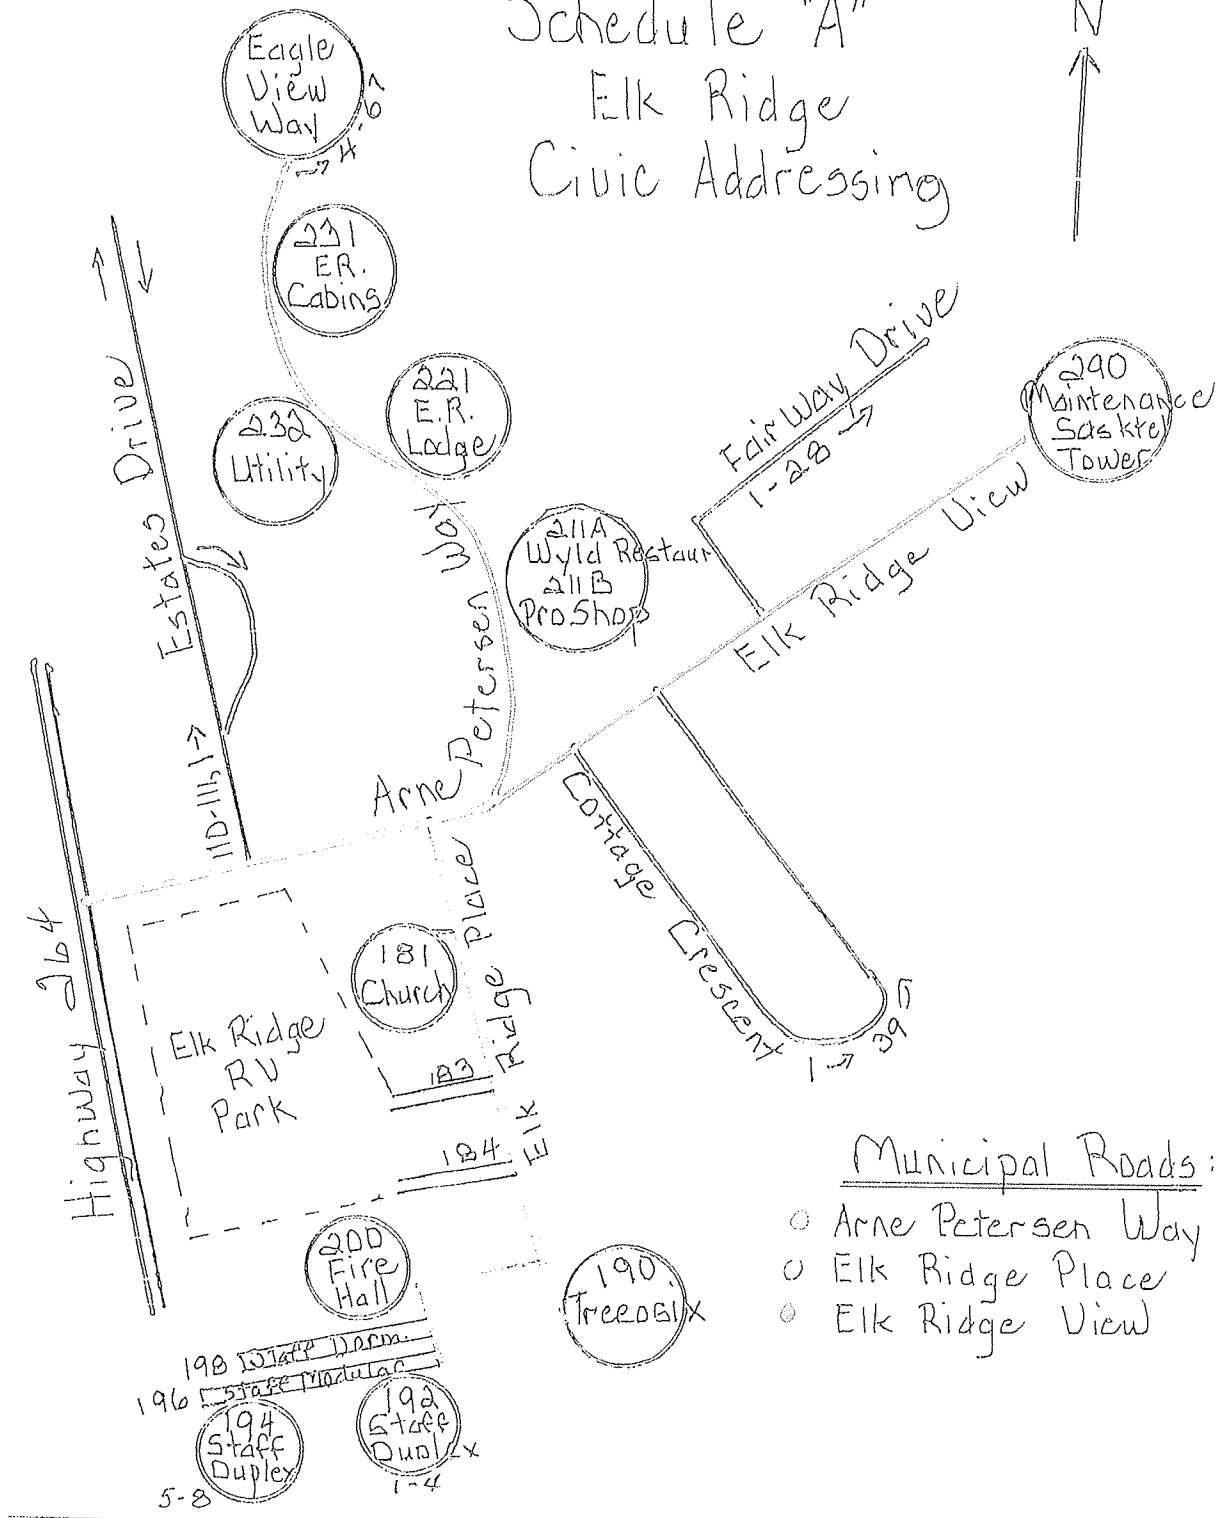 Schedule "A"
Elk Ridge
Civic Addressing
N
Eagle
View
Way
→ 4-67
231
E.R.
Cabins
221
E.R.
Lodge
232
Utility
Estates Drive
110-111, 1→
Arne Petersen Way
211A
Wyld Restaur
211B
Pro Shop
FairWay Drive
1-28 →
290
Maintenance
Sasktel
Tower
Elk Ridge View
Cottage Crescent
1 → 39
Highway 264
Elk Ridge
RV
Park
181
Church
Elk Ridge Place
183
184
200
Fire
Hall
190
198 Staff Dorm.
196 Staff Modular
194
Staff
Duplex
5-8
192
Staff
Duplex
1-4
Municipal Roads:
Arne Petersen Way
Elk Ridge Place
Elk Ridge View